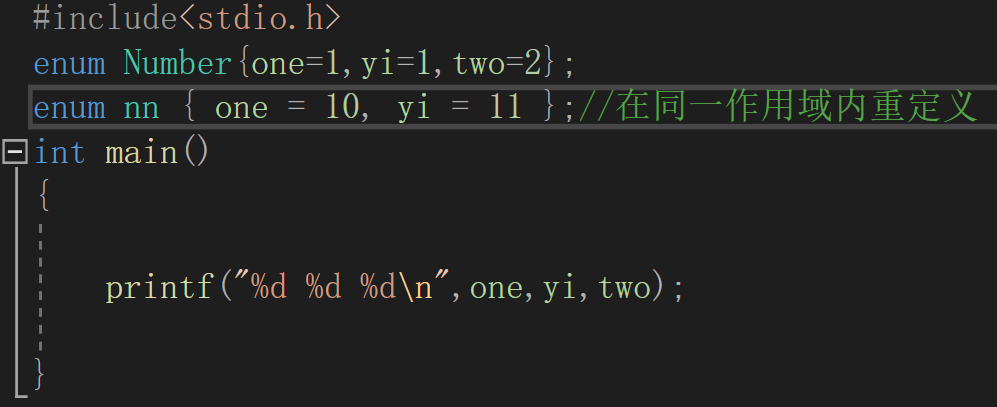 #include<stdio.h>
enum Number{one=1,yi=1,two=2};
enum nn { one = 10, yi = 11 };//在同一作用域内重定义
int main()
{
printf("%d %d %d\n",one,yi,two);
}